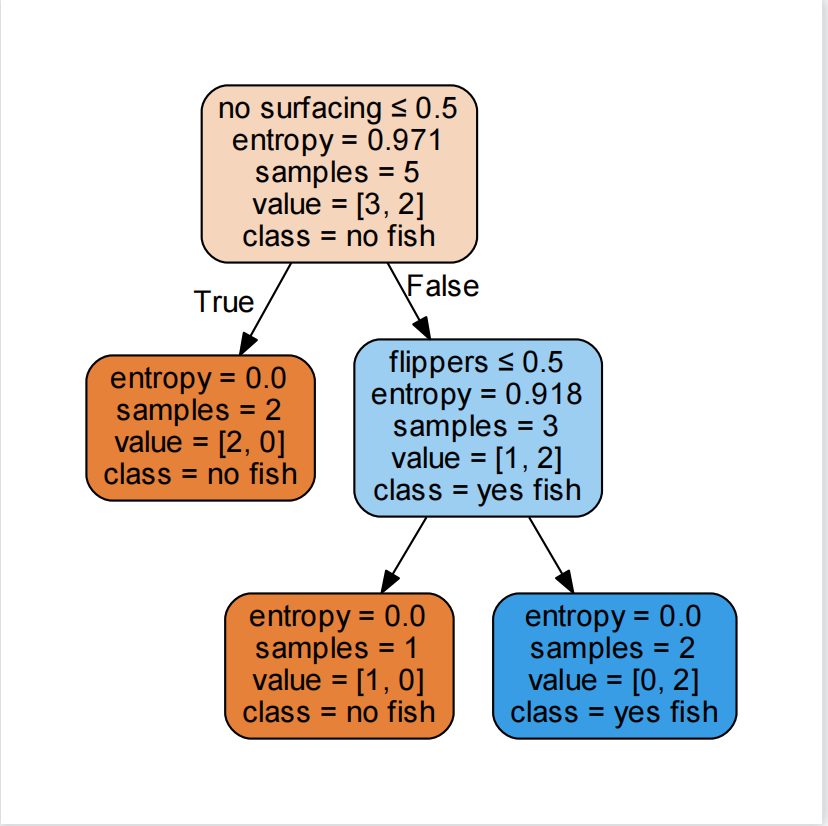 no surfacing ≤ 0.5
entropy = 0.971
samples = 5
value = [3, 2]
class = no fish
True
False
entropy = 0.0
samples = 2
value = [2, 0]
class = no fish
flippers ≤ 0.5
entropy = 0.918
samples = 3
value = [1, 2]
class = yes fish
entropy = 0.0
samples = 1
value = [1, 0]
class = no fish
entropy = 0.0
samples = 2
value = [0, 2]
class = yes fish